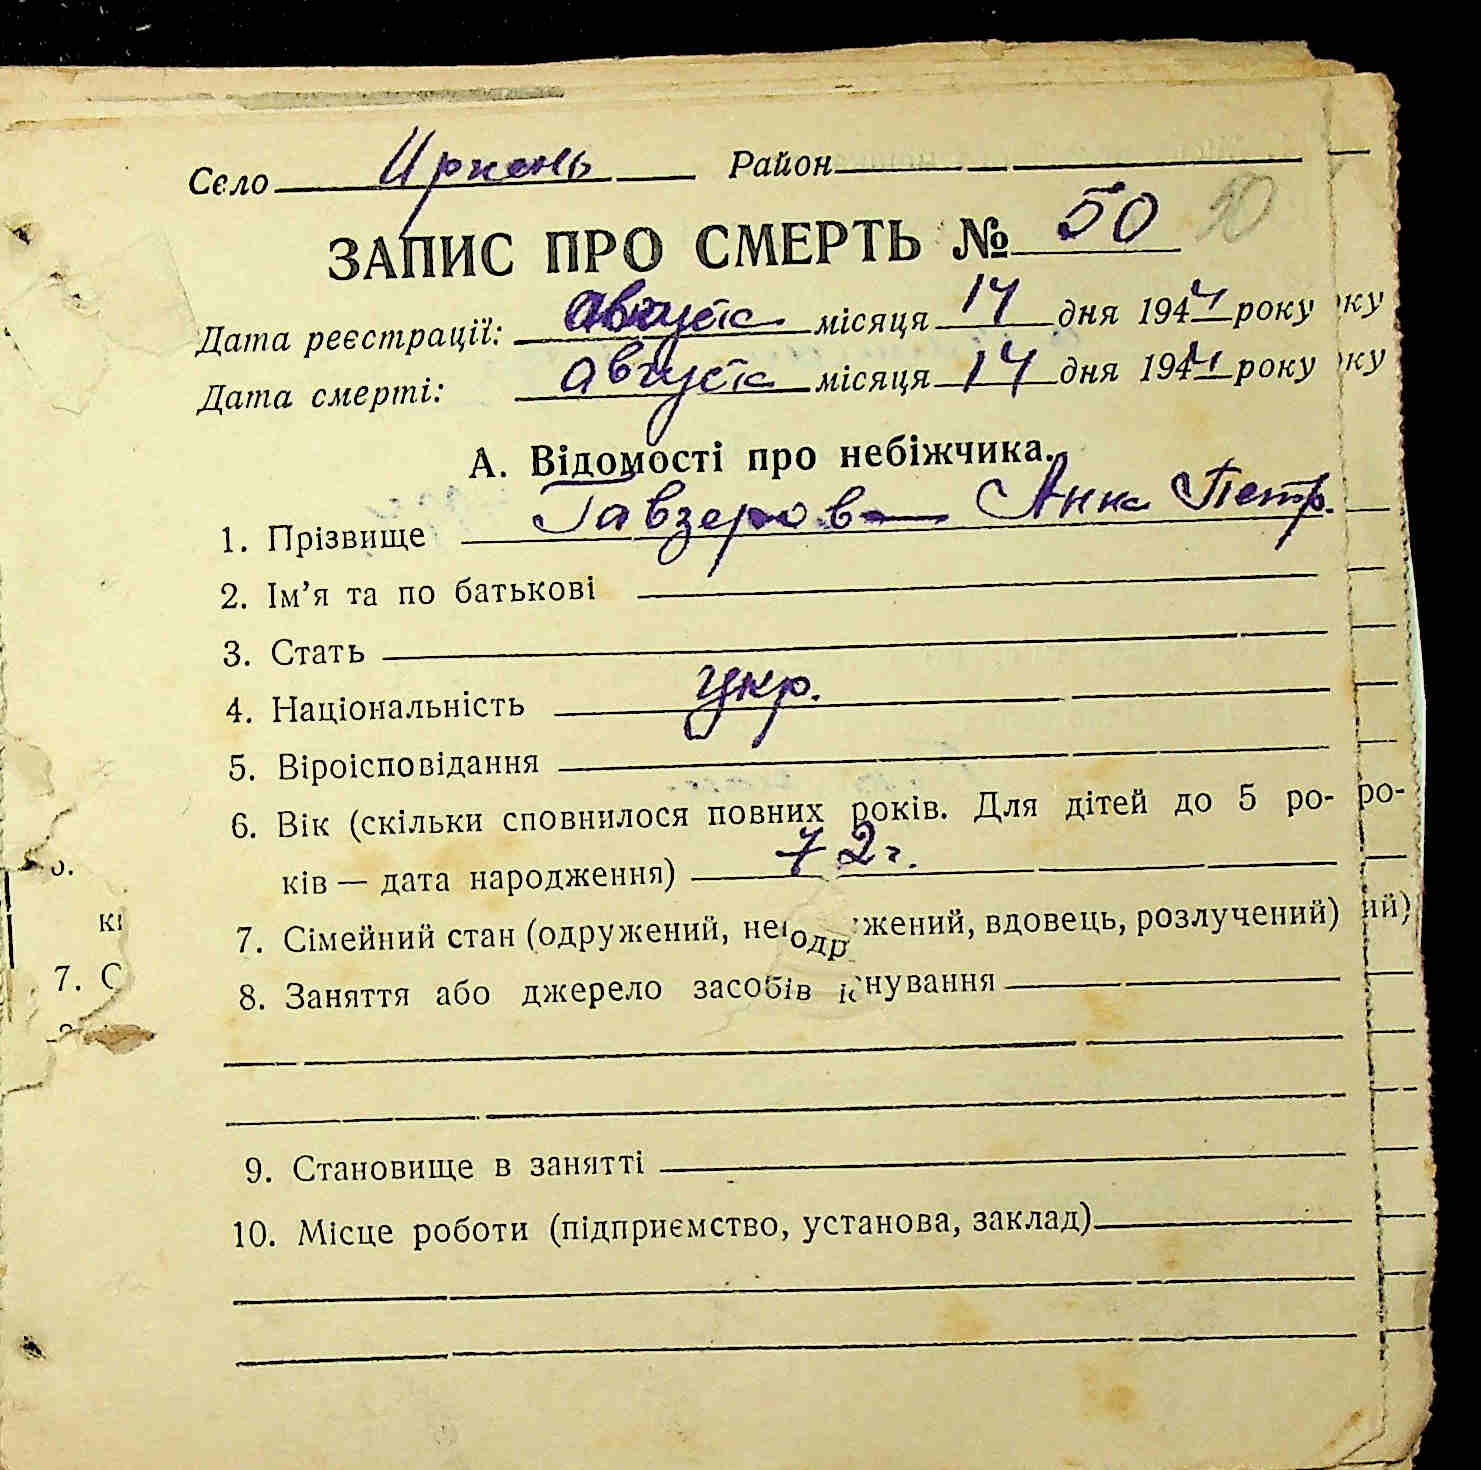 Село Ирпень Район
ЗАПИС ПРО СМЕРТЬ № 50 50
Дата реєстрації: августа місяця 14 дня 1944 року
Дата смерті: августа місяця 14 дня 1944 року
А. Відомості про небіжчика.
1. Прізвище Гавзерова Анна Петр.
2. Ім'я та по батькові
3. Стать
4. Національність укр.
5. Віроісповідання
6. Вік (скільки сповнилося повних років. Для дітей до 5 ро-
ків — дата народження) 72 г.
7. Сімейний стан (одружений, неодружений, вдовець, розлучений)
8. Заняття або джерело засобів існування
9. Становище в занятті
10. Місце роботи (підприємство, установа, заклад)